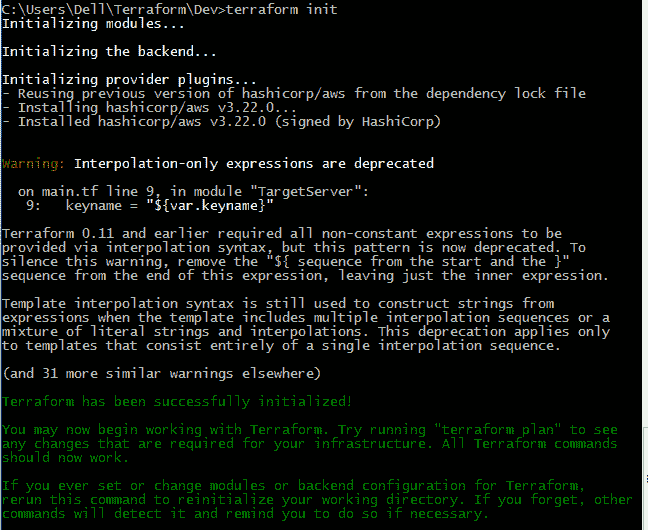 C:\Users\Dell\Terraform\Dev>terraform init
Initializing modules...
Initializing the backend...
Initializing provider plugins...
- Reusing previous version of hashicorp/aws from the dependency lock file
- Installing hashicorp/aws v3.22.0...
- Installed hashicorp/aws v3.22.0 (signed by HashiCorp)
Warning: Interpolation-only expressions are deprecated
on main.tf line 9, in module "TargetServer":
9: keyname = "${var.keyname}"
Terraform 0.11 and earlier required all non-constant expressions to be
provided via interpolation syntax, but this pattern is now deprecated. To
silence this warning, remove the "${ sequence from the start and the }"
sequence from the end of this expression, leaving just the inner expression.
Template interpolation syntax is still used to construct strings from
expressions when the template includes multiple interpolation sequences or a
mixture of literal strings and interpolations. This deprecation applies only
to templates that consist entirely of a single interpolation sequence.
(and 31 more similar warnings elsewhere)
Terraform has been successfully initialized!
You may now begin working with Terraform. Try running "terraform plan" to see
any changes that are required for your infrastructure. All Terraform commands
should now work.
If you ever set or change modules or backend configuration for Terraform,
rerun this command to reinitialize your working directory. If you forget, other
commands will detect it and remind you to do so if necessary.